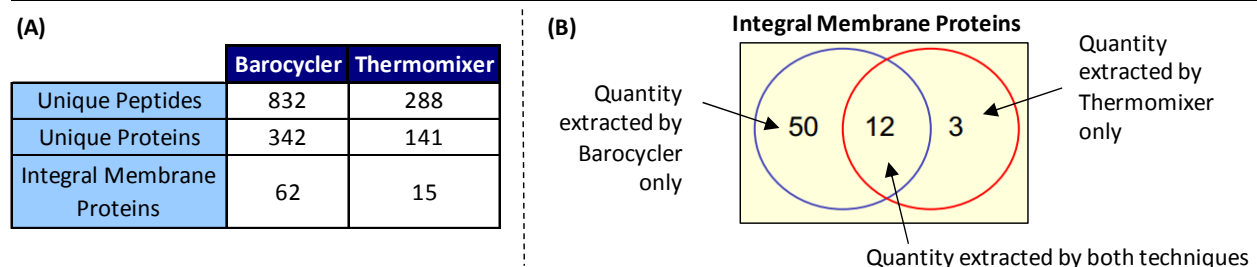 (A)
Barocycler Thermomixer
Unique Peptides 832 288
Unique Proteins 342 141
Integral Membrane
Proteins 62 15
(B)
Integral Membrane Proteins
Quantity
extracted by
Barocycler
only
50 12 3
Quantity
extracted by
Thermomixer
only
Quantity extracted by both techniques